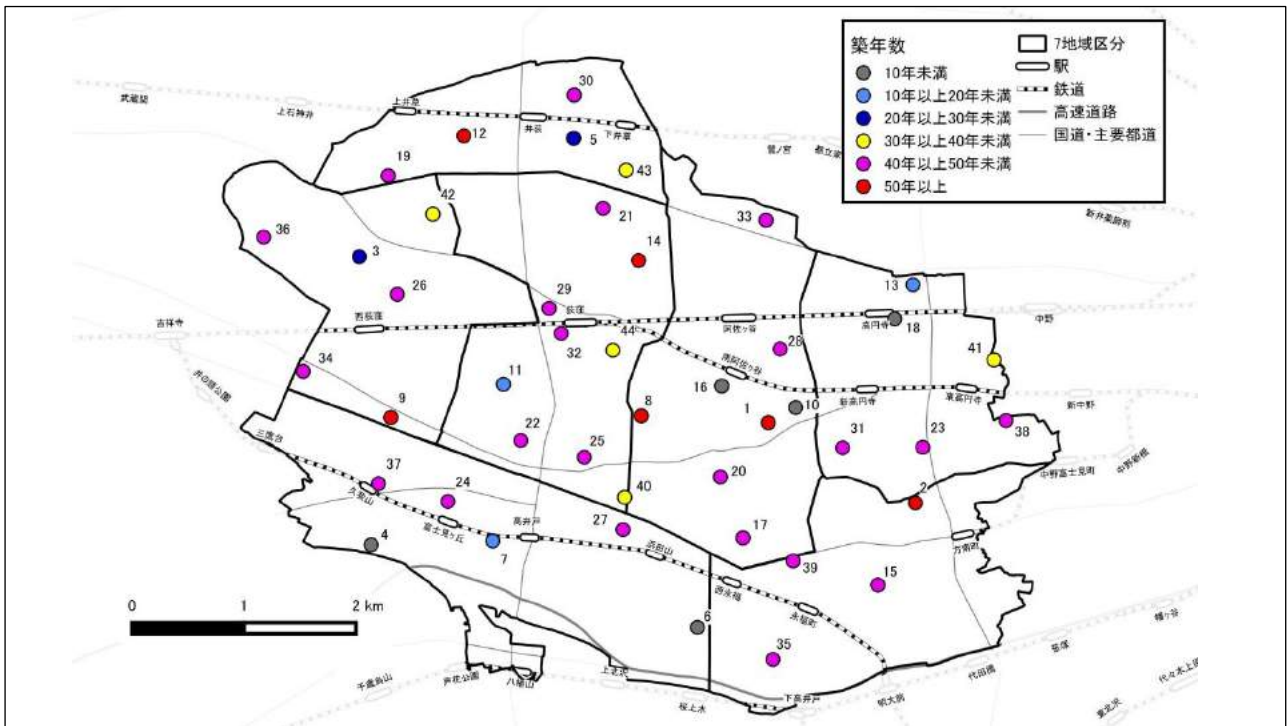 築年数
10年未満
10年以上20年未満
20年以上30年未満
30年以上40年未満
40年以上50年未満
50年以上
7地域区分
駅
鉄道
高速道路
国道・主要都道
30
武蔵関
上石神井
上井草
12
井荻
5
下井草
鷺ノ宮
都立家
19
43
42
21
33
新井薬師前
36
3
14
26
29
荻窪
13
西荻窪
吉祥寺
44
阿佐ヶ谷
高円寺
18
中野
32
28
41
34
井の頭公園
11
南阿佐ヶ谷
16
10
新高円寺
東高円寺
新中野
9
8
1
三鷹台
22
25
31
23
38
中野富士見町
中野新橋
37
久我山
24
20
2
40
富士見ヶ丘
高井戸
27
17
方南町
4
7
浜田山
39
15
西永福
永福町
0
1
2 km
6
35
幡ヶ谷
笹塚
代田橋
代々木上原
千歳烏山
芦花公園
八幡山
上北沢
桜上水
下高井戸
明大前
東北沢